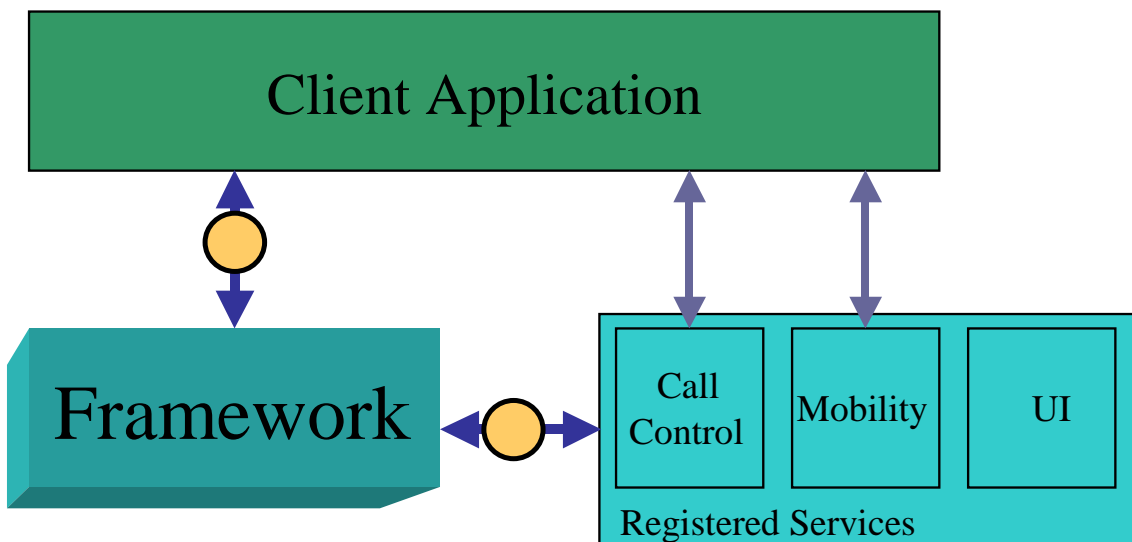 Client Application
Framework
Call
Control
Mobility
UI
Registered Services